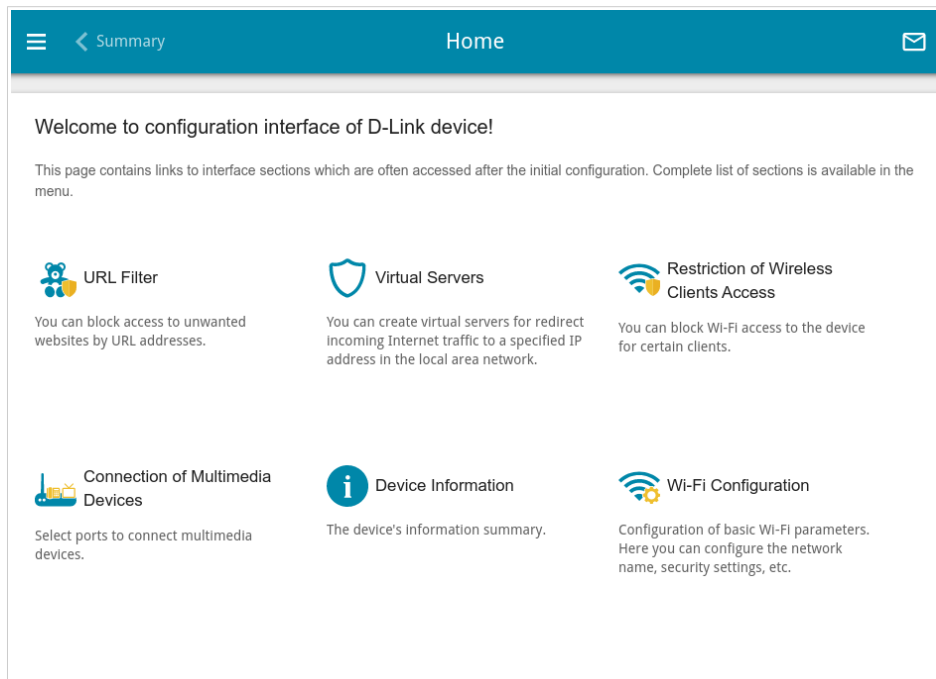 Summary
Home
Welcome to configuration interface of D-Link device!
This page contains links to interface sections which are often accessed after the initial configuration. Complete list of sections is available in the
menu.
URL Filter
You can block access to unwanted
websites by URL addresses.
Virtual Servers
You can create virtual servers for redirect
incoming Internet traffic to a specified IP
address in the local area network.
Restriction of Wireless
Clients Access
You can block Wi-Fi access to the device
for certain clients.
Connection of Multimedia
Devices
Select ports to connect multimedia
devices.
Device Information
The device's information summary.
Wi-Fi Configuration
Configuration of basic Wi-Fi parameters.
Here you can configure the network
name, security settings, etc.